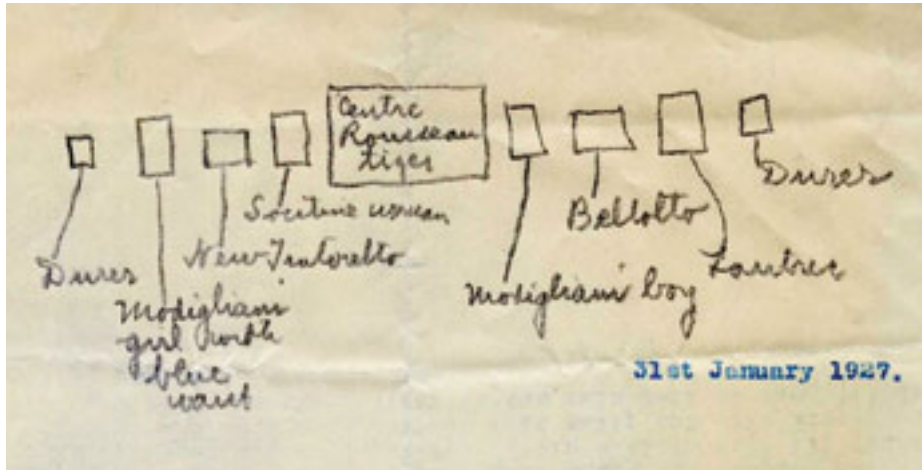 Centre
Rousseau
tiger
Durer
Soutine woman
Bellotto
New Tintoretto
Durer
Lautrec
Modigliani
girl with
blue
waist
Modigliani boy
31st January 1927.